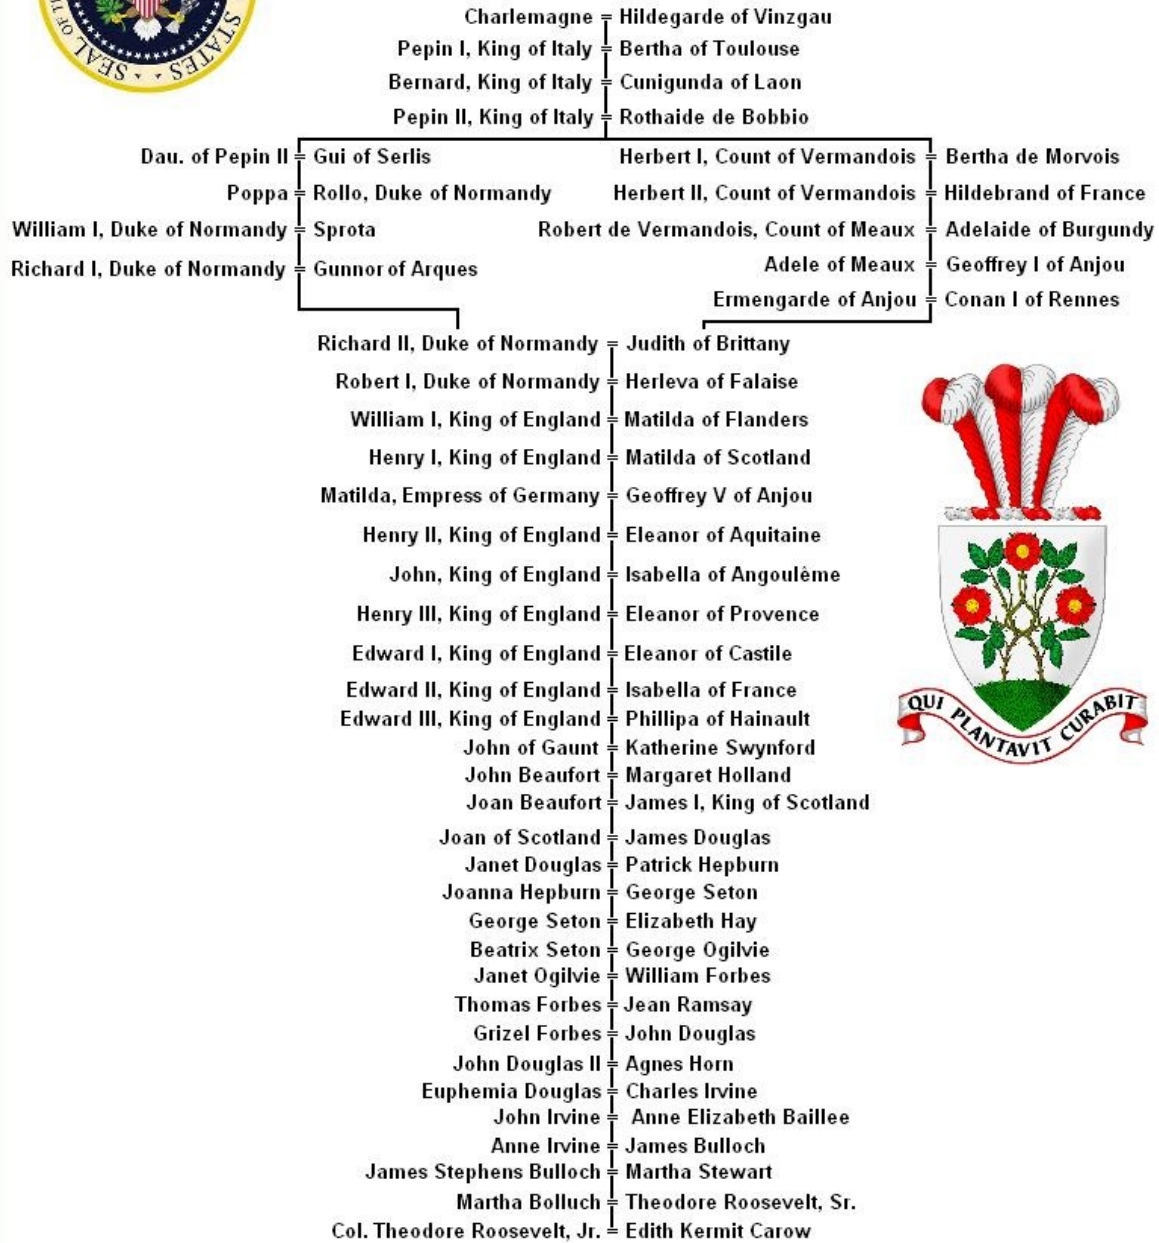 SEAL OF TH
STATES
Charlemagne = Hildegarde of Vinzgau
Pepin I, King of Italy = Bertha of Toulouse
Bernard, King of Italy = Cunigunda of Laon
Pepin II, King of Italy = Rothaide de Bobbio
Dau. of Pepin II = Gui of Serlis
Herbert I, Count of Vermandois = Bertha de Morvois
Poppa = Rollo, Duke of Normandy
Herbert II, Count of Vermandois = Hildebrand of France
William I, Duke of Normandy = Sprota
Robert de Vermandois, Count of Meaux = Adelaide of Burgundy
Richard I, Duke of Normandy = Gunnor of Arques
Adele of Meaux = Geoffrey I of Anjou
Ermengarde of Anjou = Conan I of Rennes
Richard II, Duke of Normandy = Judith of Brittany
Robert I, Duke of Normandy = Herleva of Falaise
William I, King of England = Matilda of Flanders
Henry I, King of England = Matilda of Scotland
Matilda, Empress of Germany = Geoffrey V of Anjou
Henry II, King of England = Eleanor of Aquitaine
John, King of England = Isabella of Angoulême
Henry III, King of England = Eleanor of Provence
Edward I, King of England = Eleanor of Castile
Edward II, King of England = Isabella of France
Edward III, King of England = Phillipa of Hainault
John of Gaunt = Katherine Swynford
John Beaufort = Margaret Holland
Joan Beaufort = James I, King of Scotland
Joan of Scotland = James Douglas
Janet Douglas = Patrick Hepburn
Joanna Hepburn = George Seton
George Seton = Elizabeth Hay
Beatrix Seton = George Ogilvie
Janet Ogilvie = William Forbes
Thomas Forbes = Jean Ramsay
Grizel Forbes = John Douglas
John Douglas II = Agnes Horn
Euphemia Douglas = Charles Irvine
John Irvine = Anne Elizabeth Baillee
Anne Irvine = James Bulloch
James Stephens Bulloch = Martha Stewart
Martha Bolluch = Theodore Roosevelt, Sr.
Col. Theodore Roosevelt, Jr. = Edith Kermit Carow
QUI PLANTAVIT CURABIT